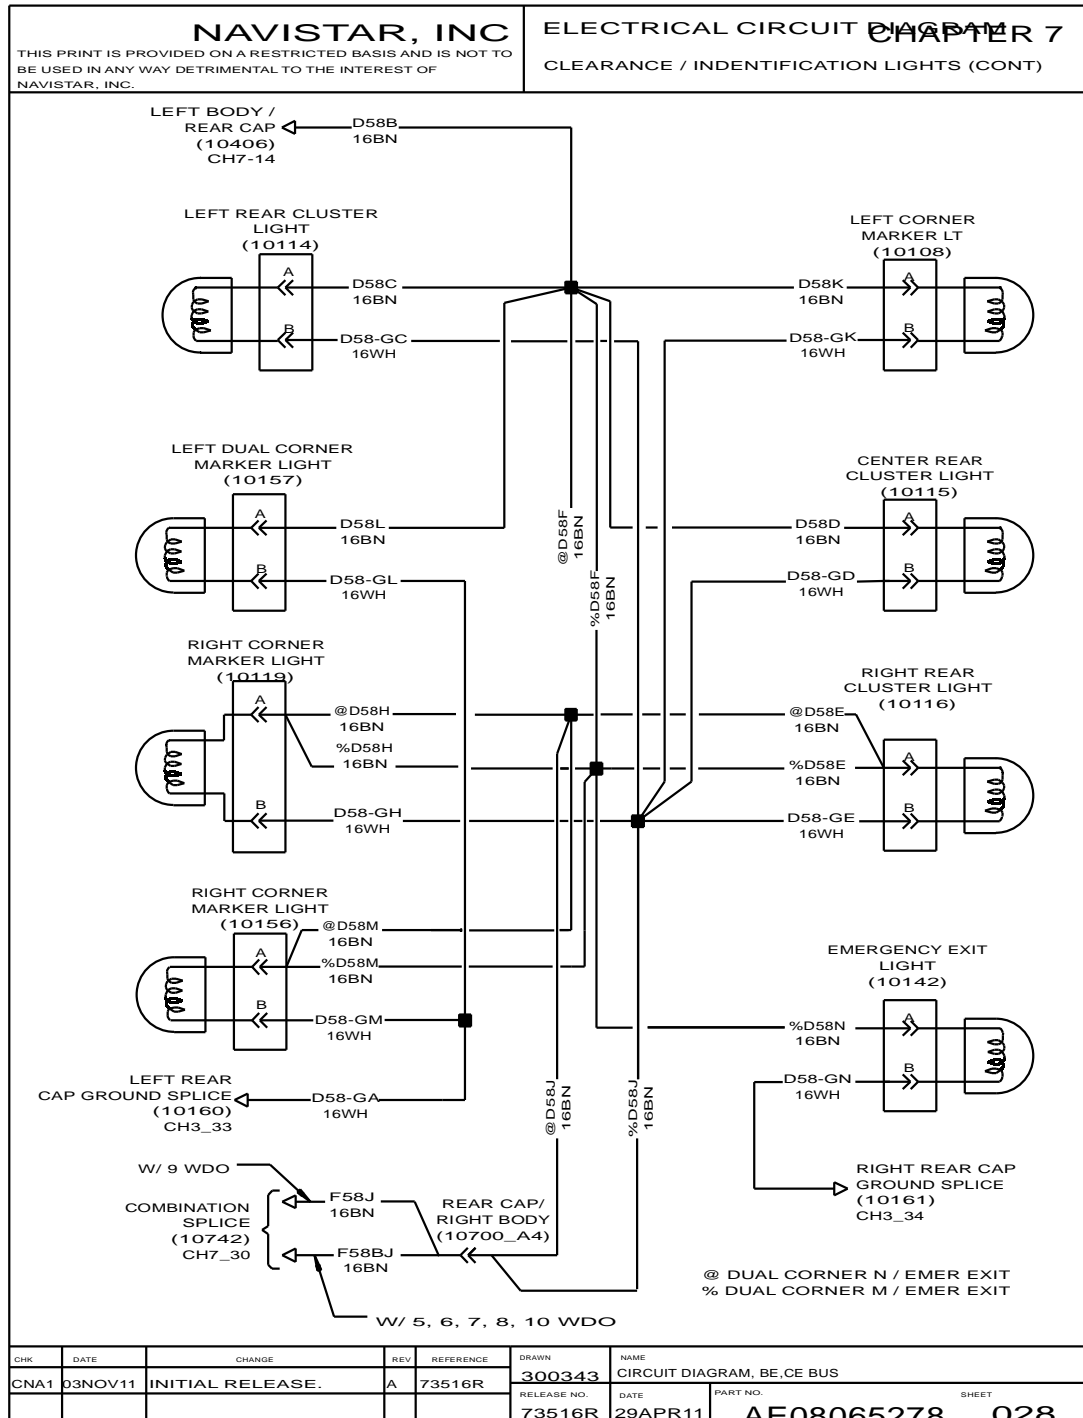 NAVISTAR, INC
THIS PRINT IS PROVIDED ON A RESTRICTED BASIS AND IS NOT TO
BE USED IN ANY WAY DETRIMENTAL TO THE INTEREST OF
NAVISTAR, INC.
ELECTRICAL CIRCUIT DIAGRAM
CHAPTER 7
CLEARANCE / INDENTIFICATION LIGHTS (CONT)
LEFT BODY /
REAR CAP
(10406)
CH7-14
D58B
16BN
LEFT REAR CLUSTER
LIGHT
(10114)
A
D58C
16BN
B
D58-GC
16WH
LEFT CORNER
MARKER LT
(10108)
D58K
16BN
A
D58-GK
16WH
B
LEFT DUAL CORNER
MARKER LIGHT
(10157)
A
D58L
16BN
B
D58-GL
16WH
@D58F
16BN
%D58F
16BN
CENTER REAR
CLUSTER LIGHT
(10115)
D58D
16BN
A
D58-GD
16WH
B
RIGHT CORNER
MARKER LIGHT
(10119)
A
@D58H
16BN
%D58H
16BN
B
D58-GH
16WH
RIGHT REAR
CLUSTER LIGHT
(10116)
@D58E
16BN
%D58E
16BN
A
D58-GE
16WH
B
RIGHT CORNER
MARKER LIGHT
(10156)
@D58M
16BN
A
%D58M
16BN
B
D58-GM
16WH
EMERGENCY EXIT
LIGHT
(10142)
%D58N
16BN
A
D58-GN
16WH
B
LEFT REAR
CAP GROUND SPLICE
(10160)
CH3_33
D58-GA
16WH
@D58J
16BN
%D58J
16BN
RIGHT REAR CAP
GROUND SPLICE
(10161)
CH3_34
W/ 9 WDO
COMBINATION
SPLICE
(10742)
CH7_30
F58J
16BN
F58BJ
16BN
REAR CAP/
RIGHT BODY
(10700_A4)
W/ 5, 6, 7, 8, 10 WDO
@ DUAL CORNER N / EMER EXIT
% DUAL CORNER M / EMER EXIT
CHK DATE CHANGE REV REFERENCE
CNA1 03NOV11 INITIAL RELEASE. A 73516R
DRAWN
300343
NAME
CIRCUIT DIAGRAM, BE,CE BUS
RELEASE NO.
73516R
DATE
29APR11
PART NO.
AE08065278
SHEET
028